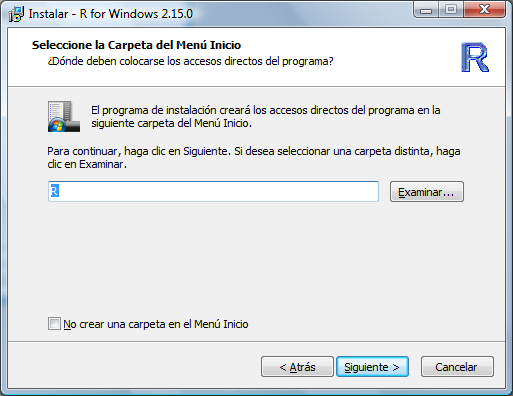 Instalar - R for Windows 2.15.0
Seleccione la Carpeta del Menú Inicio
¿Dónde deben colocarse los accesos directos del programa?
R
El programa de instalación creará los accesos directos del programa en la
siguiente carpeta del Menú Inicio.
Para continuar, haga clic en Siguiente. Si desea seleccionar una carpeta distinta, haga
clic en Examinar.
R
Examinar...
No crear una carpeta en el Menú Inicio
< Atrás
Siguiente >
Cancelar